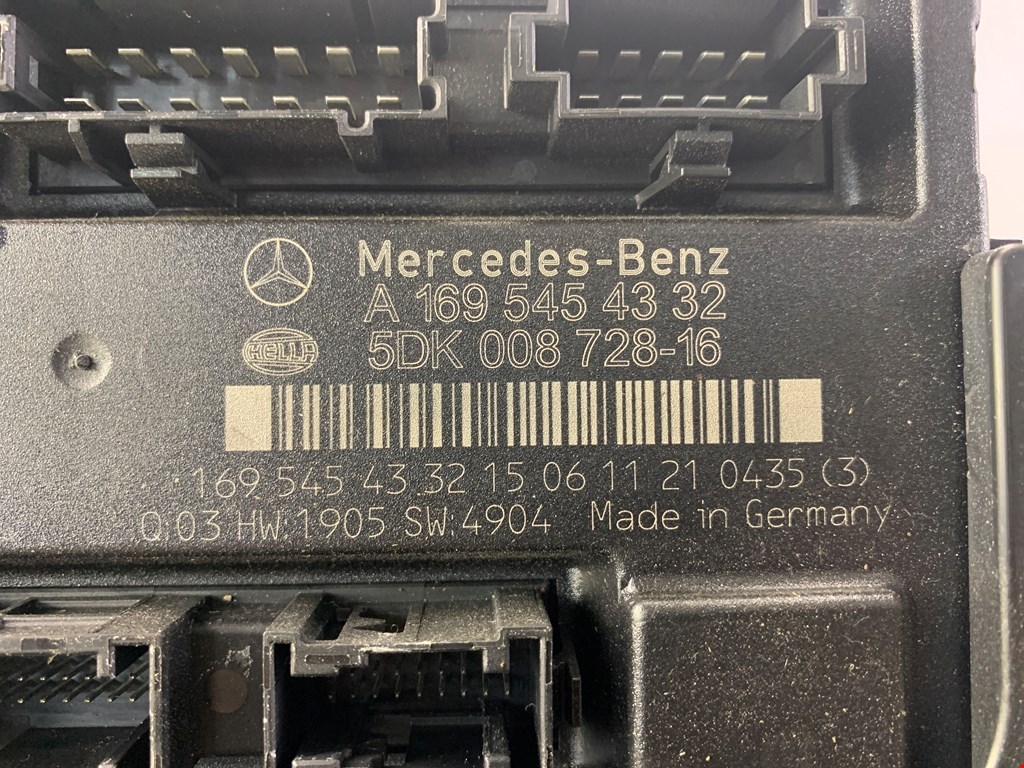 Mercedes-Benz
A 169 545 43 32
HELLA
5DK 008 728-16
169 545 43 32 15 06 11 21 0435 (3)
Q:03 HW:1905 SW:4904 Made in Germany